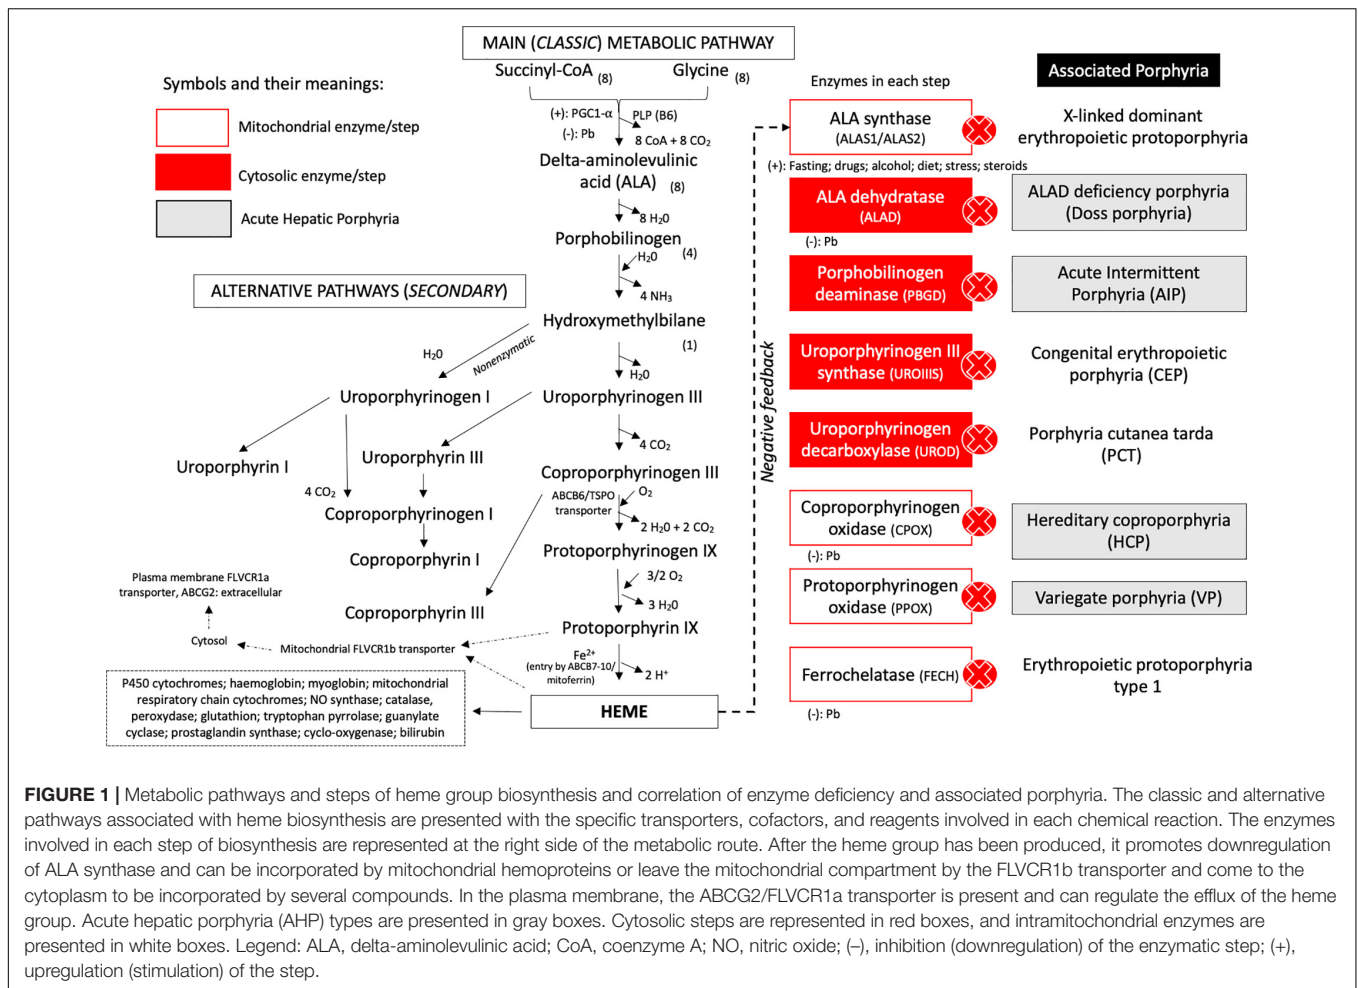 MAIN (CLASSIC) METABOLIC PATHWAY
Symbols and their meanings:
Mitochondrial enzyme/step
Cytosolic enzyme/step
Acute Hepatic Porphyria
Succinyl-CoA (8)
Glycine (8)
(+): PGC1-α
(-): Pb
PLP (B6)
8 CoA + 8 CO₂
Delta-aminolevulinic
acid (ALA) (8)
8 H₂0
Porphobilinogen
(4)
H₂0
4 NH₃
ALTERNATIVE PATHWAYS (SECONDARY)
Hydroxymethylbilane
(1)
H₂0
Nonenzymatic
H₂0
Uroporphyrinogen I
Uroporphyrinogen III
4 CO₂
Uroporphyrin I
Uroporphyrin III
Coproporphyrinogen III
4 CO₂
ABCB6/TSPO
transporter
O₂
2 H₂0 + 2 CO₂
Coproporphyrinogen I
Coproporphyrin I
Protoporphyrinogen IX
3/2 O₂
3 H₂0
Plasma membrane FLVCR1a
transporter, ABCG2: extracellular
Coproporphyrin III
Protoporphyrin IX
Cytosol
Mitochondrial FLVCR1b transporter
Fe²⁺
(entry by ABCB7-10/
mitoferrin)
2 H⁺
P450 cytochromes; haemoglobin; myoglobin; mitochondrial
respiratory chain cytochromes; NO synthase; catalase,
peroxydase; glutathion; tryptophan pyrrolase; guanylate
cyclase; prostaglandin synthase; cyclo-oxygenase; bilirubin
HEME
Negative feedback
Enzymes in each step
Associated Porphyria
ALA synthase
(ALAS1/ALAS2)
X-linked dominant
erythropoietic protoporphyria
(+): Fasting; drugs; alcohol; diet; stress; steroids
ALA dehydratase
(ALAD)
ALAD deficiency porphyria
(Doss porphyria)
(-): Pb
Porphobilinogen
deaminase (PBGD)
Acute Intermittent
Porphyria (AIP)
Uroporphyrinogen III
synthase (UROIIIS)
Congenital erythropoietic
porphyria (CEP)
Uroporphyrinogen
decarboxylase (UROD)
Porphyria cutanea tarda
(PCT)
Coproporphyrinogen
oxidase (CPOX)
Hereditary coproporphyria
(HCP)
(-): Pb
Protoporphyrinogen
oxidase (PPOX)
Variegate porphyria (VP)
Ferrochelatase (FECH)
Erythropoietic protoporphyria
type 1
(-): Pb
FIGURE 1 | Metabolic pathways and steps of heme group biosynthesis and correlation of enzyme deficiency and associated porphyria. The classic and alternative
pathways associated with heme biosynthesis are presented with the specific transporters, cofactors, and reagents involved in each chemical reaction. The enzymes
involved in each step of biosynthesis are represented at the right side of the metabolic route. After the heme group has been produced, it promotes downregulation
of ALA synthase and can be incorporated by mitochondrial hemoproteins or leave the mitochondrial compartment by the FLVCR1b transporter and come to the
cytoplasm to be incorporated by several compounds. In the plasma membrane, the ABCG2/FLVCR1a transporter is present and can regulate the efflux of the heme
group. Acute hepatic porphyria (AHP) types are presented in gray boxes. Cytosolic steps are represented in red boxes, and intramitochondrial enzymes are
presented in white boxes. Legend: ALA, delta-aminolevulinic acid; CoA, coenzyme A; NO, nitric oxide; (–), inhibition (downregulation) of the enzymatic step; (+),
upregulation (stimulation) of the step.